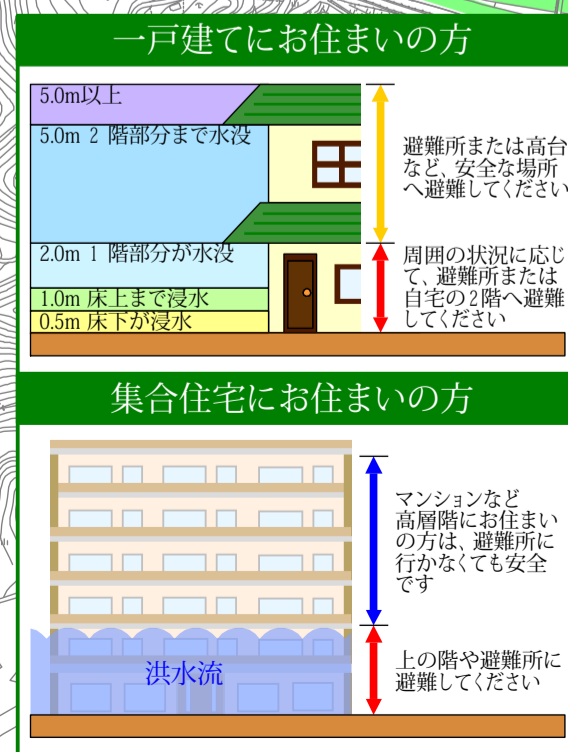 一戸建てにお住まいの方
5.0m以上
5.0m 2 階部分まで水没
避難所または高台
など、安全な場所
へ避難してください
2.0m 1 階部分が水没
1.0m 床上まで浸水
0.5m 床下が浸水
周囲の状況に応じ
て、避難所または
自宅の2階へ避難
してください
集合住宅にお住まいの方
マンションなど
高層階にお住まい
の方は、避難所に
行かなくても安全
です
洪水流
上の階や避難所に
避難してください